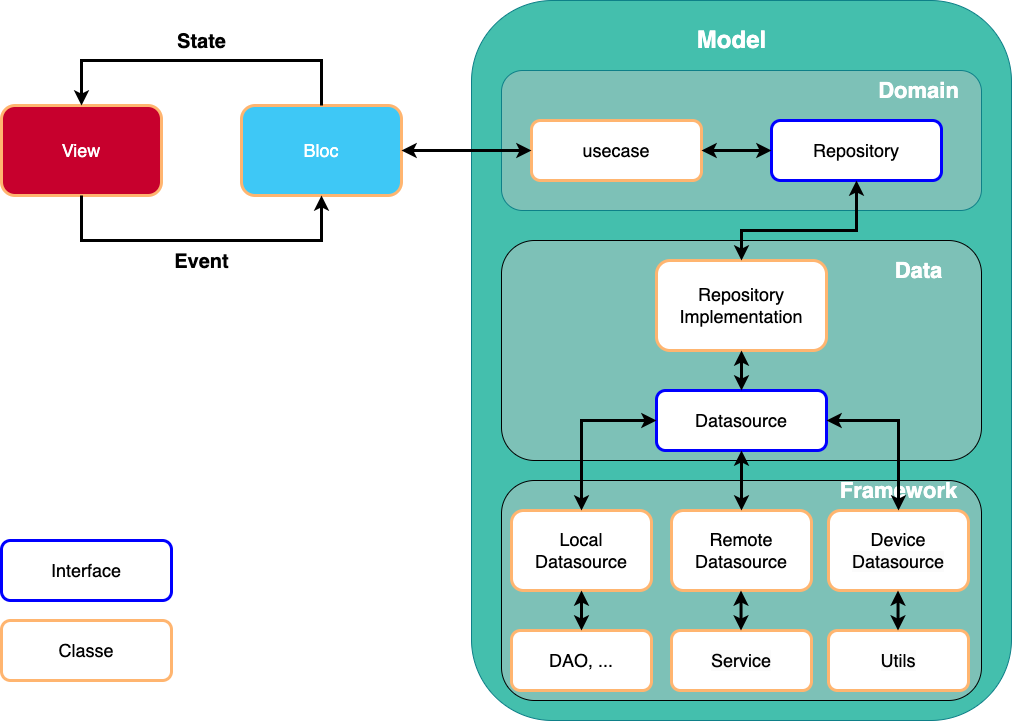 State
View
Bloc
Event
Model
Domain
usecase
Repository
Data
Repository
Implementation
Datasource
Framework
Local
Datasource
Remote
Datasource
Device
Datasource
DAO, ...
Service
Utils
Interface
Classe